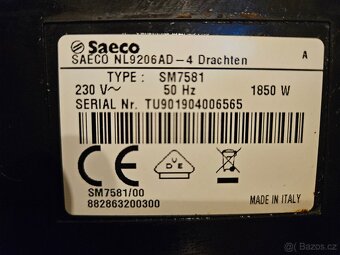 Saeco
SAECO NL9206AD-4 Drachten A
TYPE: SM7581
230 V~ 50 Hz 1850 W
SERIAL Nr. TU901904006565
CE
SM7581/00
882863200300
MADE IN ITALY
Bazoš.cz